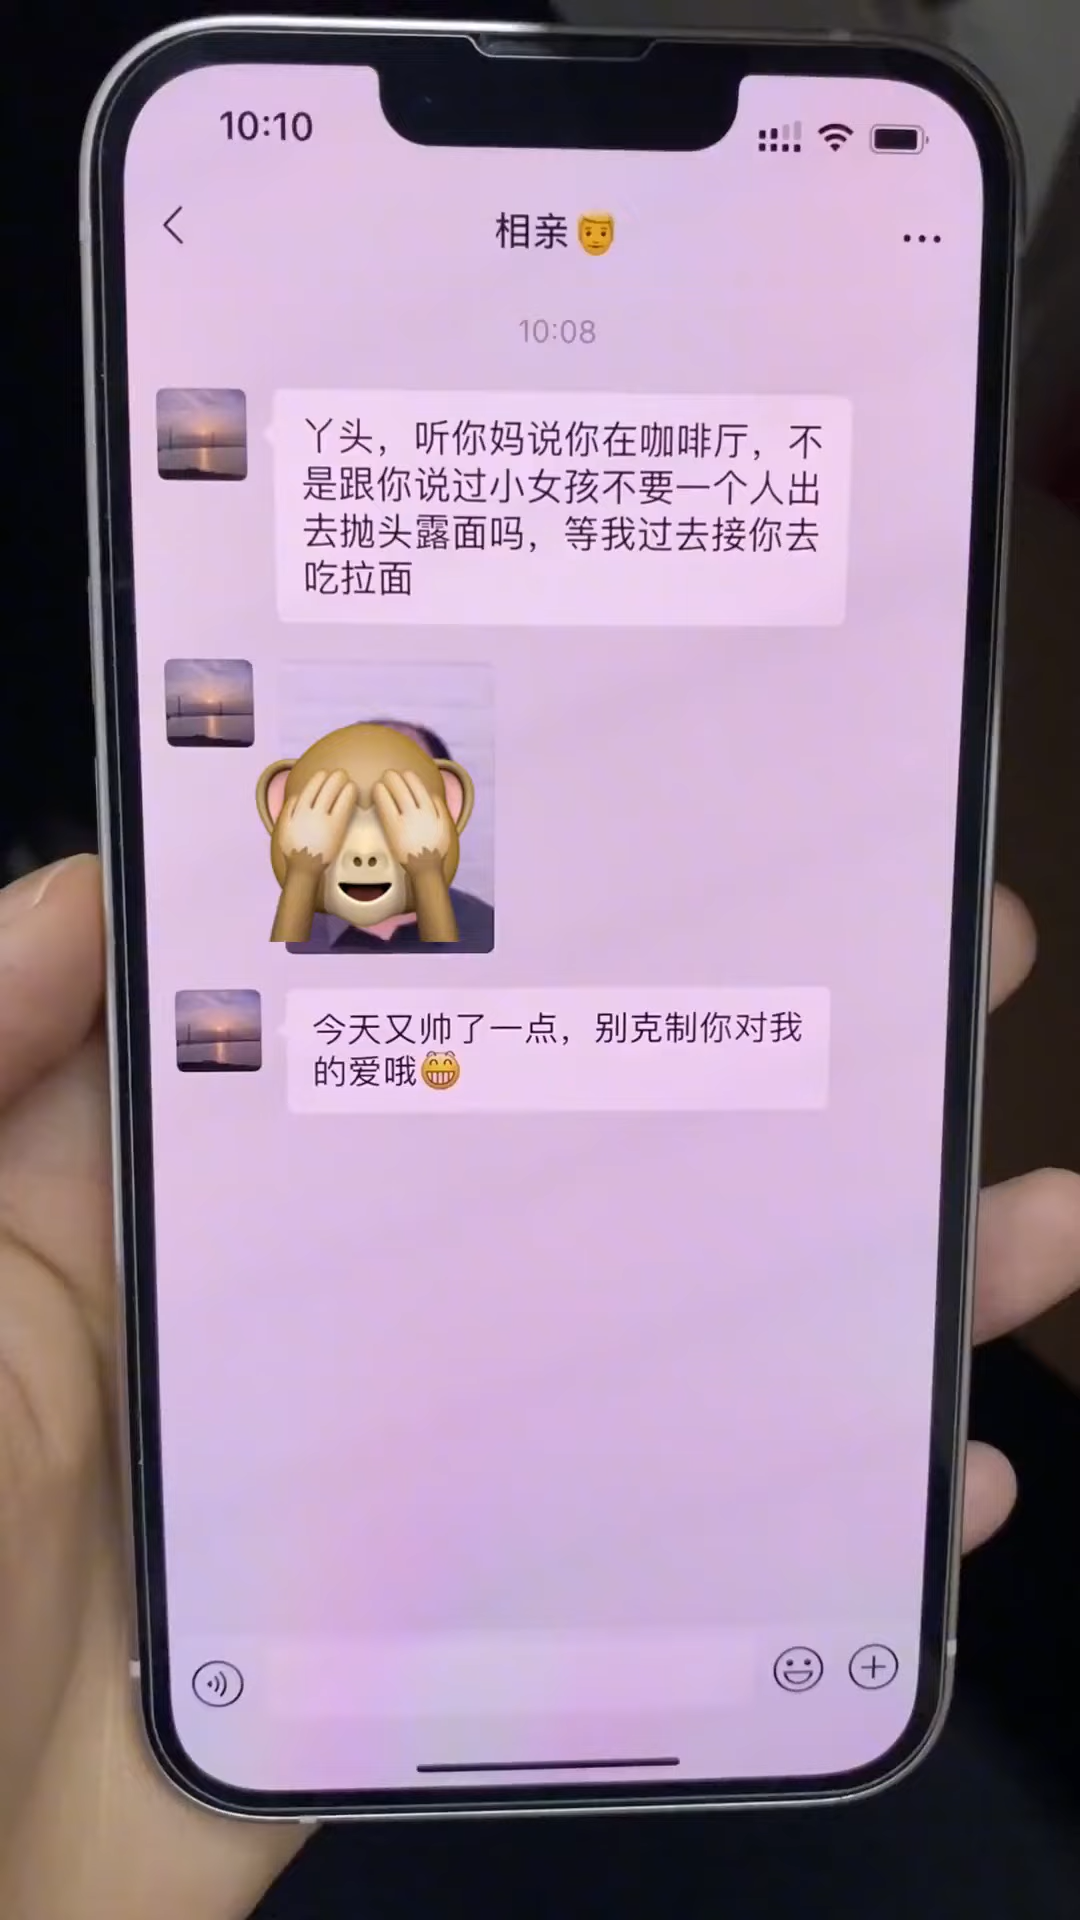 10:10
相亲
10:08
丫头，听你妈说你在咖啡厅，不
是跟你说过小女孩不要一个人出
去抛头露面吗，等我过去接你去
吃拉面
今天又帅了一点，别克制你对我
的爱哦